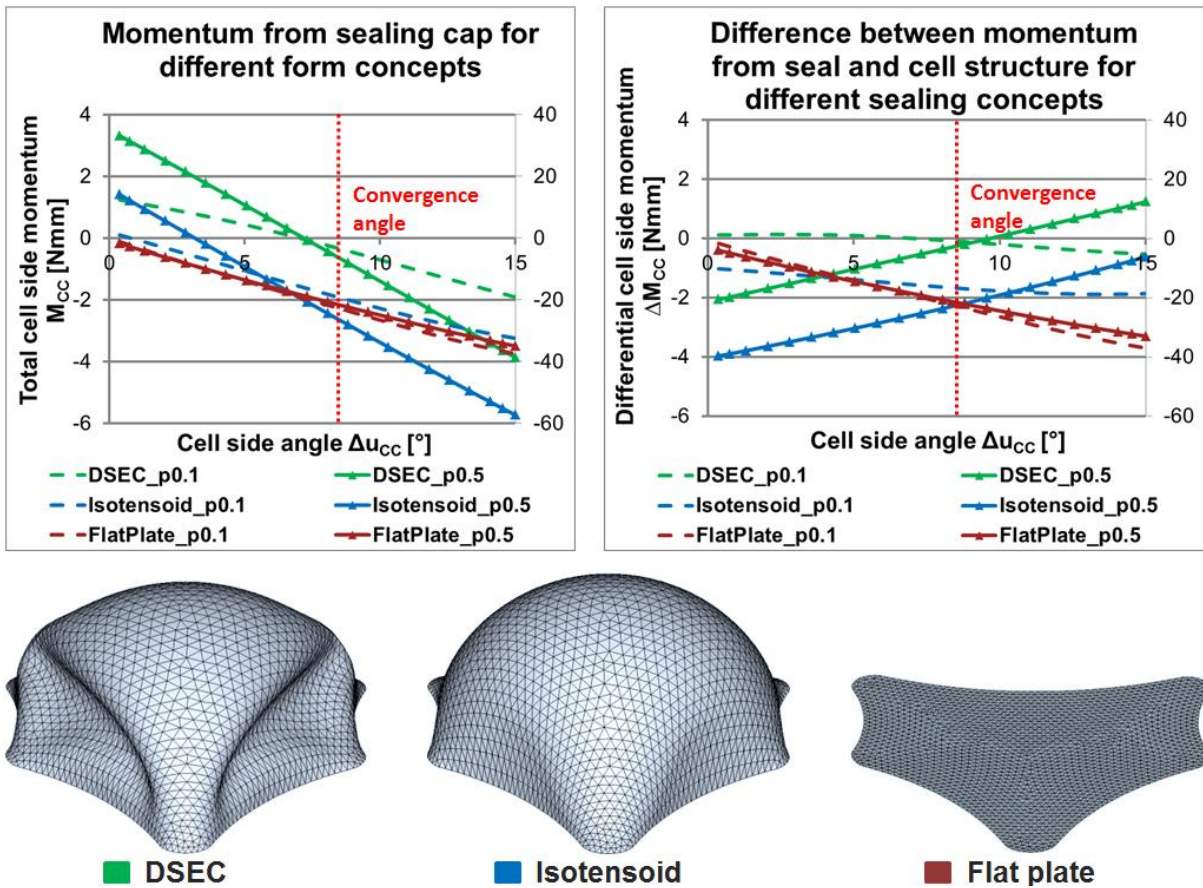 Momentum from sealing cap for
different form concepts
Total cell side momentum
M_CC [Nmm]
4
2
0
-2
-4
-6
40
20
0
-20
-40
-60
0
5
10
15
Convergence
angle
Cell side angle Δu_CC [°]
DSEC_p0.1
DSEC_p0.5
Isotensoid_p0.1
Isotensoid_p0.5
FlatPlate_p0.1
FlatPlate_p0.5
Difference between momentum
from seal and cell structure for
different sealing concepts
Differential cell side momentum
ΔM_CC [Nmm]
4
2
0
-2
-4
-6
40
20
0
-20
-40
-60
0
5
10
15
Convergence
angle
Cell side angle Δu_CC [°]
DSEC_p0.1
DSEC_p0.5
Isotensoid_p0.1
Isotensoid_p0.5
FlatPlate_p0.1
FlatPlate_p0.5
DSEC
Isotensoid
Flat plate